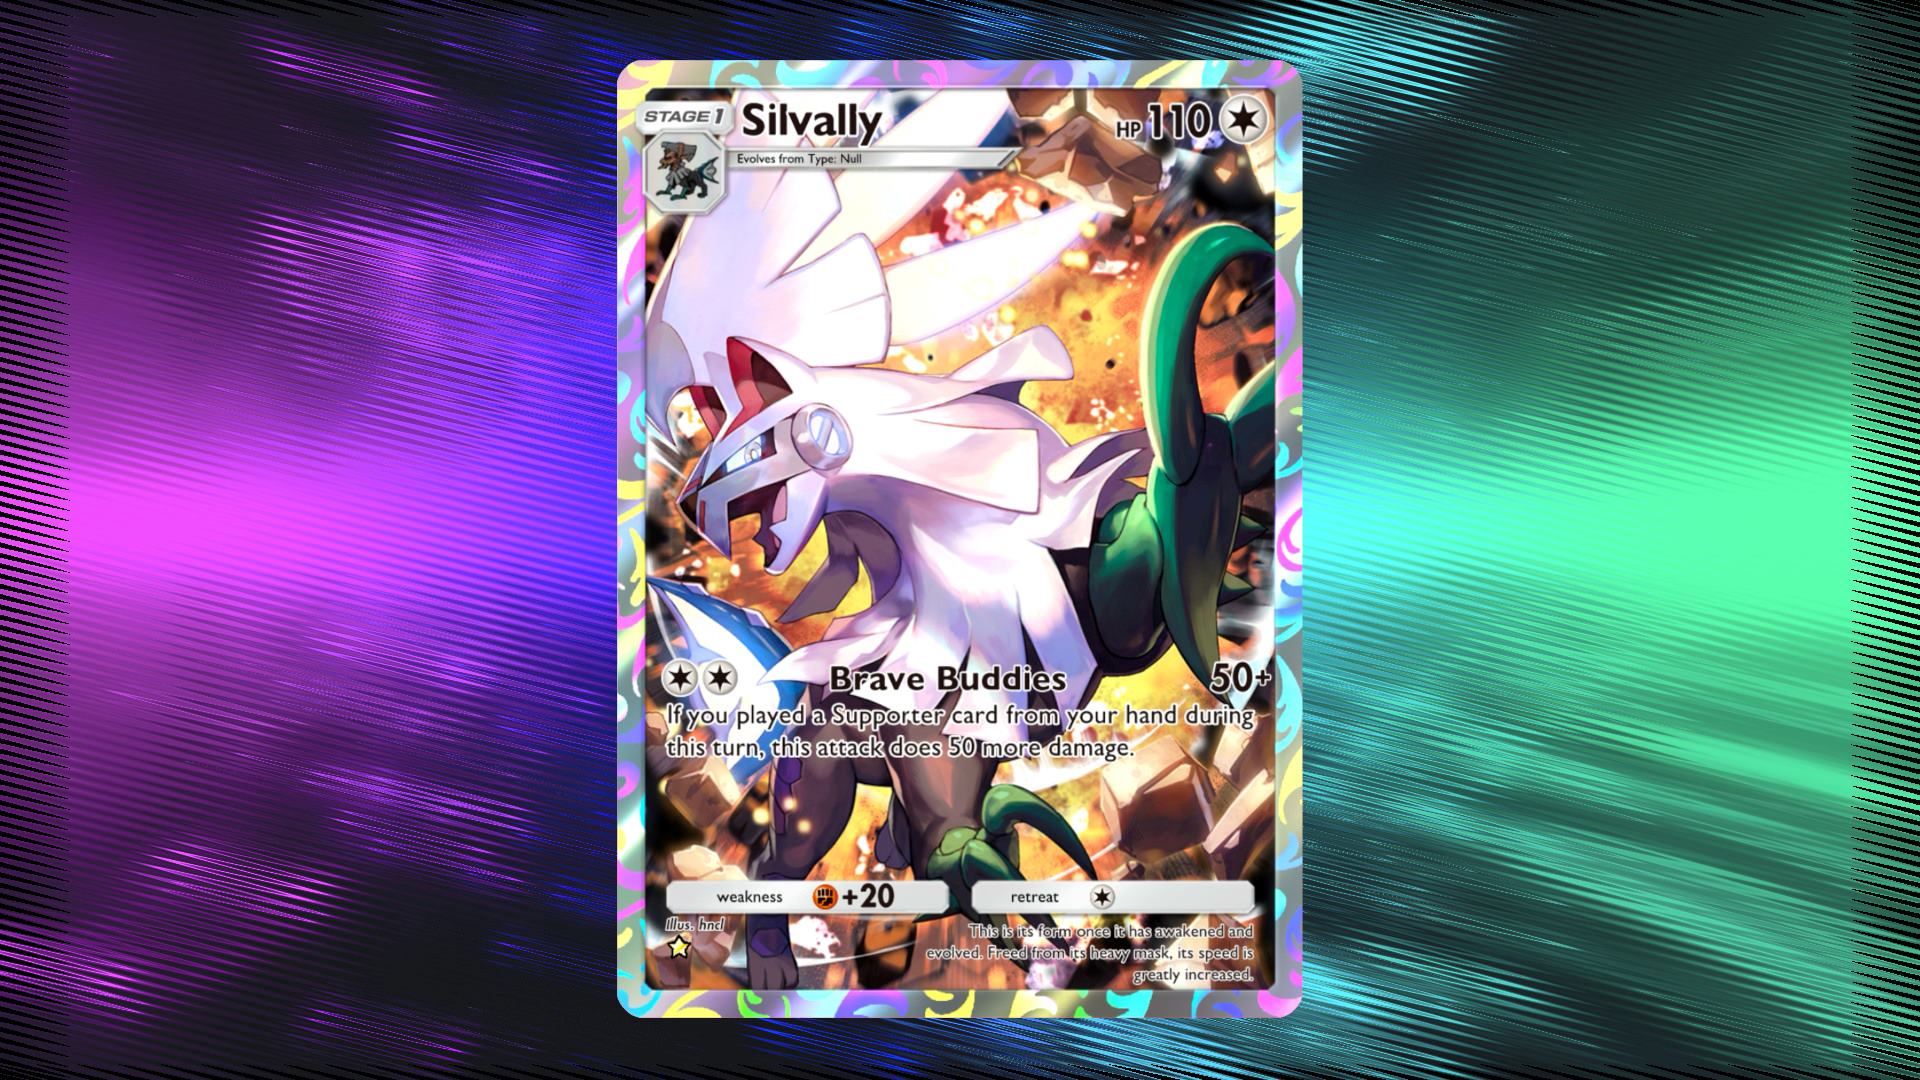 STAGE 1
Silvally
HP 110
Evolves from Type: Null
Brave Buddies
50+
If you played a Supporter card from your hand during
this turn, this attack does 50 more damage.
weakness +20
retreat
Illus. hncl
This is its form once it has awakened and
evolved. Freed from its heavy mask, its speed is
greatly increased.